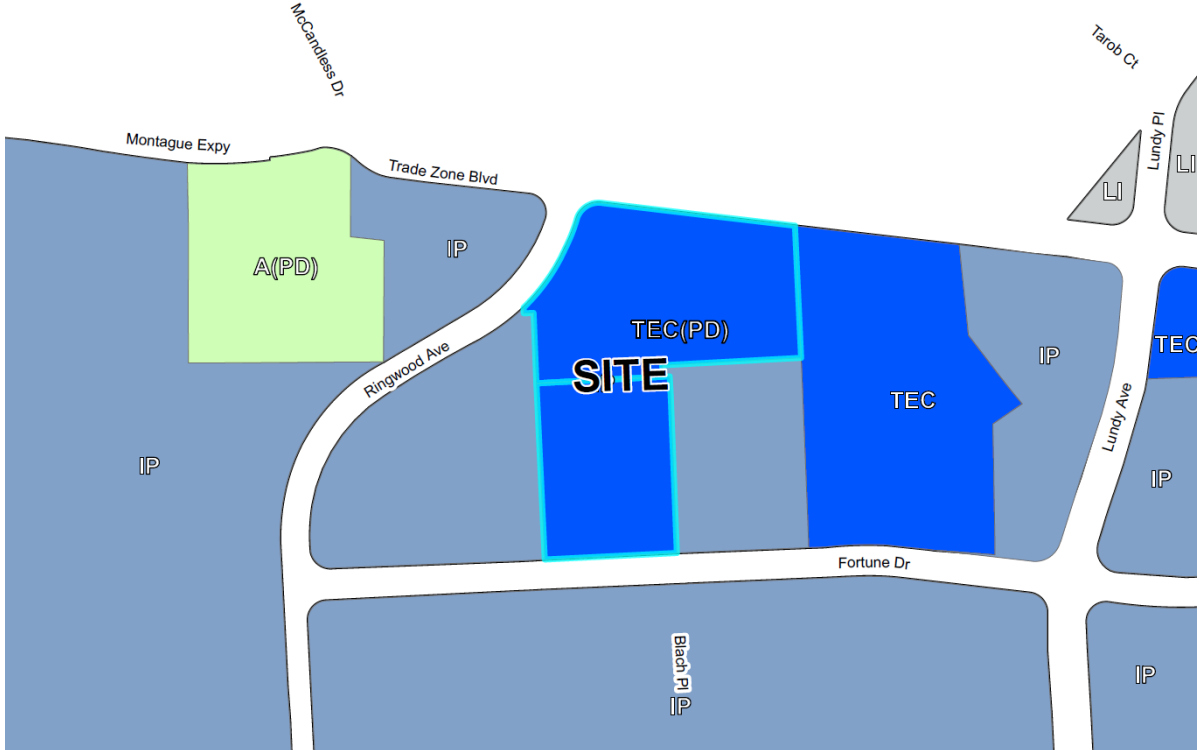 McCandless Dr
Tarob Ct
Montague Expy
Trade Zone Blvd
Lundy Pl
LI
LI
IP
A(PD)
TEC(PD)
SITE
Ringwood Ave
TEC
IP
TEC
Lundy Ave
IP
IP
Fortune Dr
Blach Pl
IP
IP